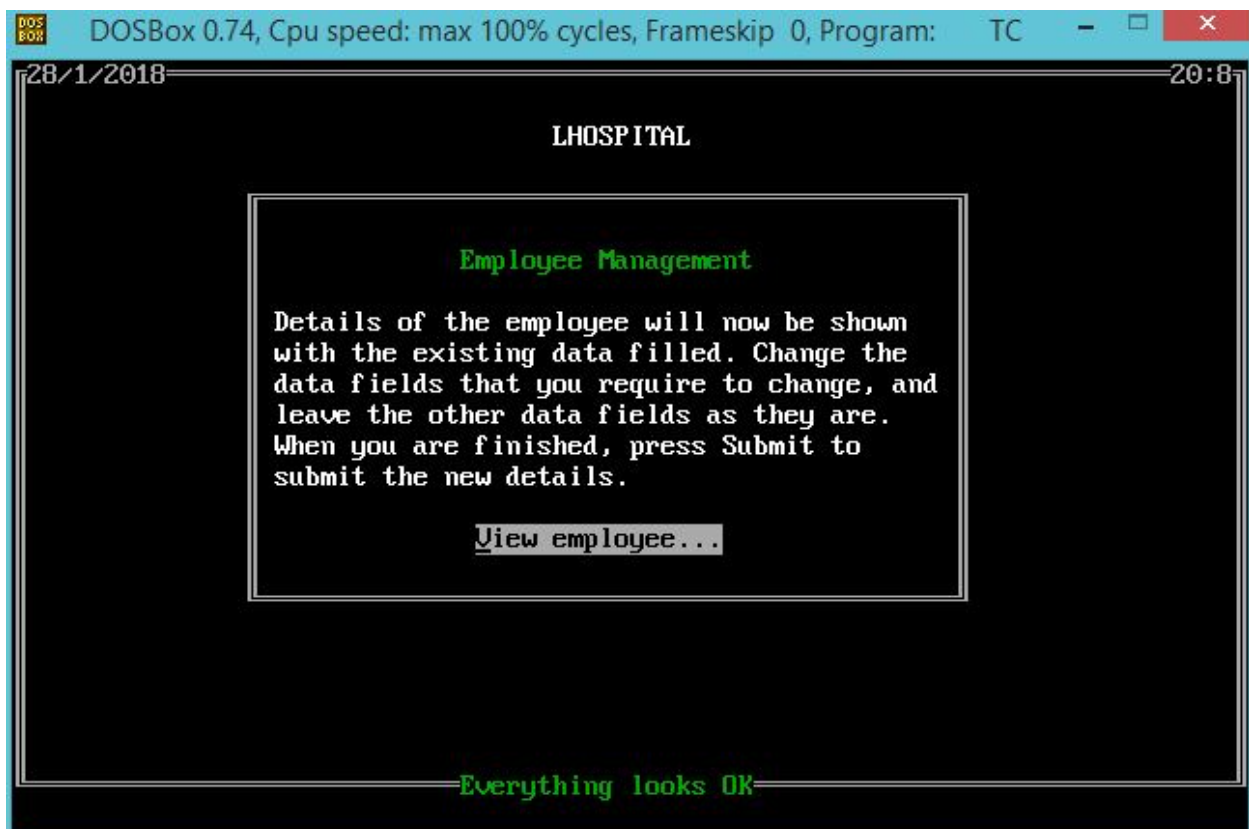 DOS
BOX
DOSBox 0.74, Cpu speed: max 100% cycles, Frameskip 0, Program: TC
28/1/2018 20:8
LHOSPITAL
Employee Management
Details of the employee will now be shown
with the existing data filled. Change the
data fields that you require to change, and
leave the other data fields as they are.
When you are finished, press Submit to
submit the new details.
View employee...
Everything looks OK